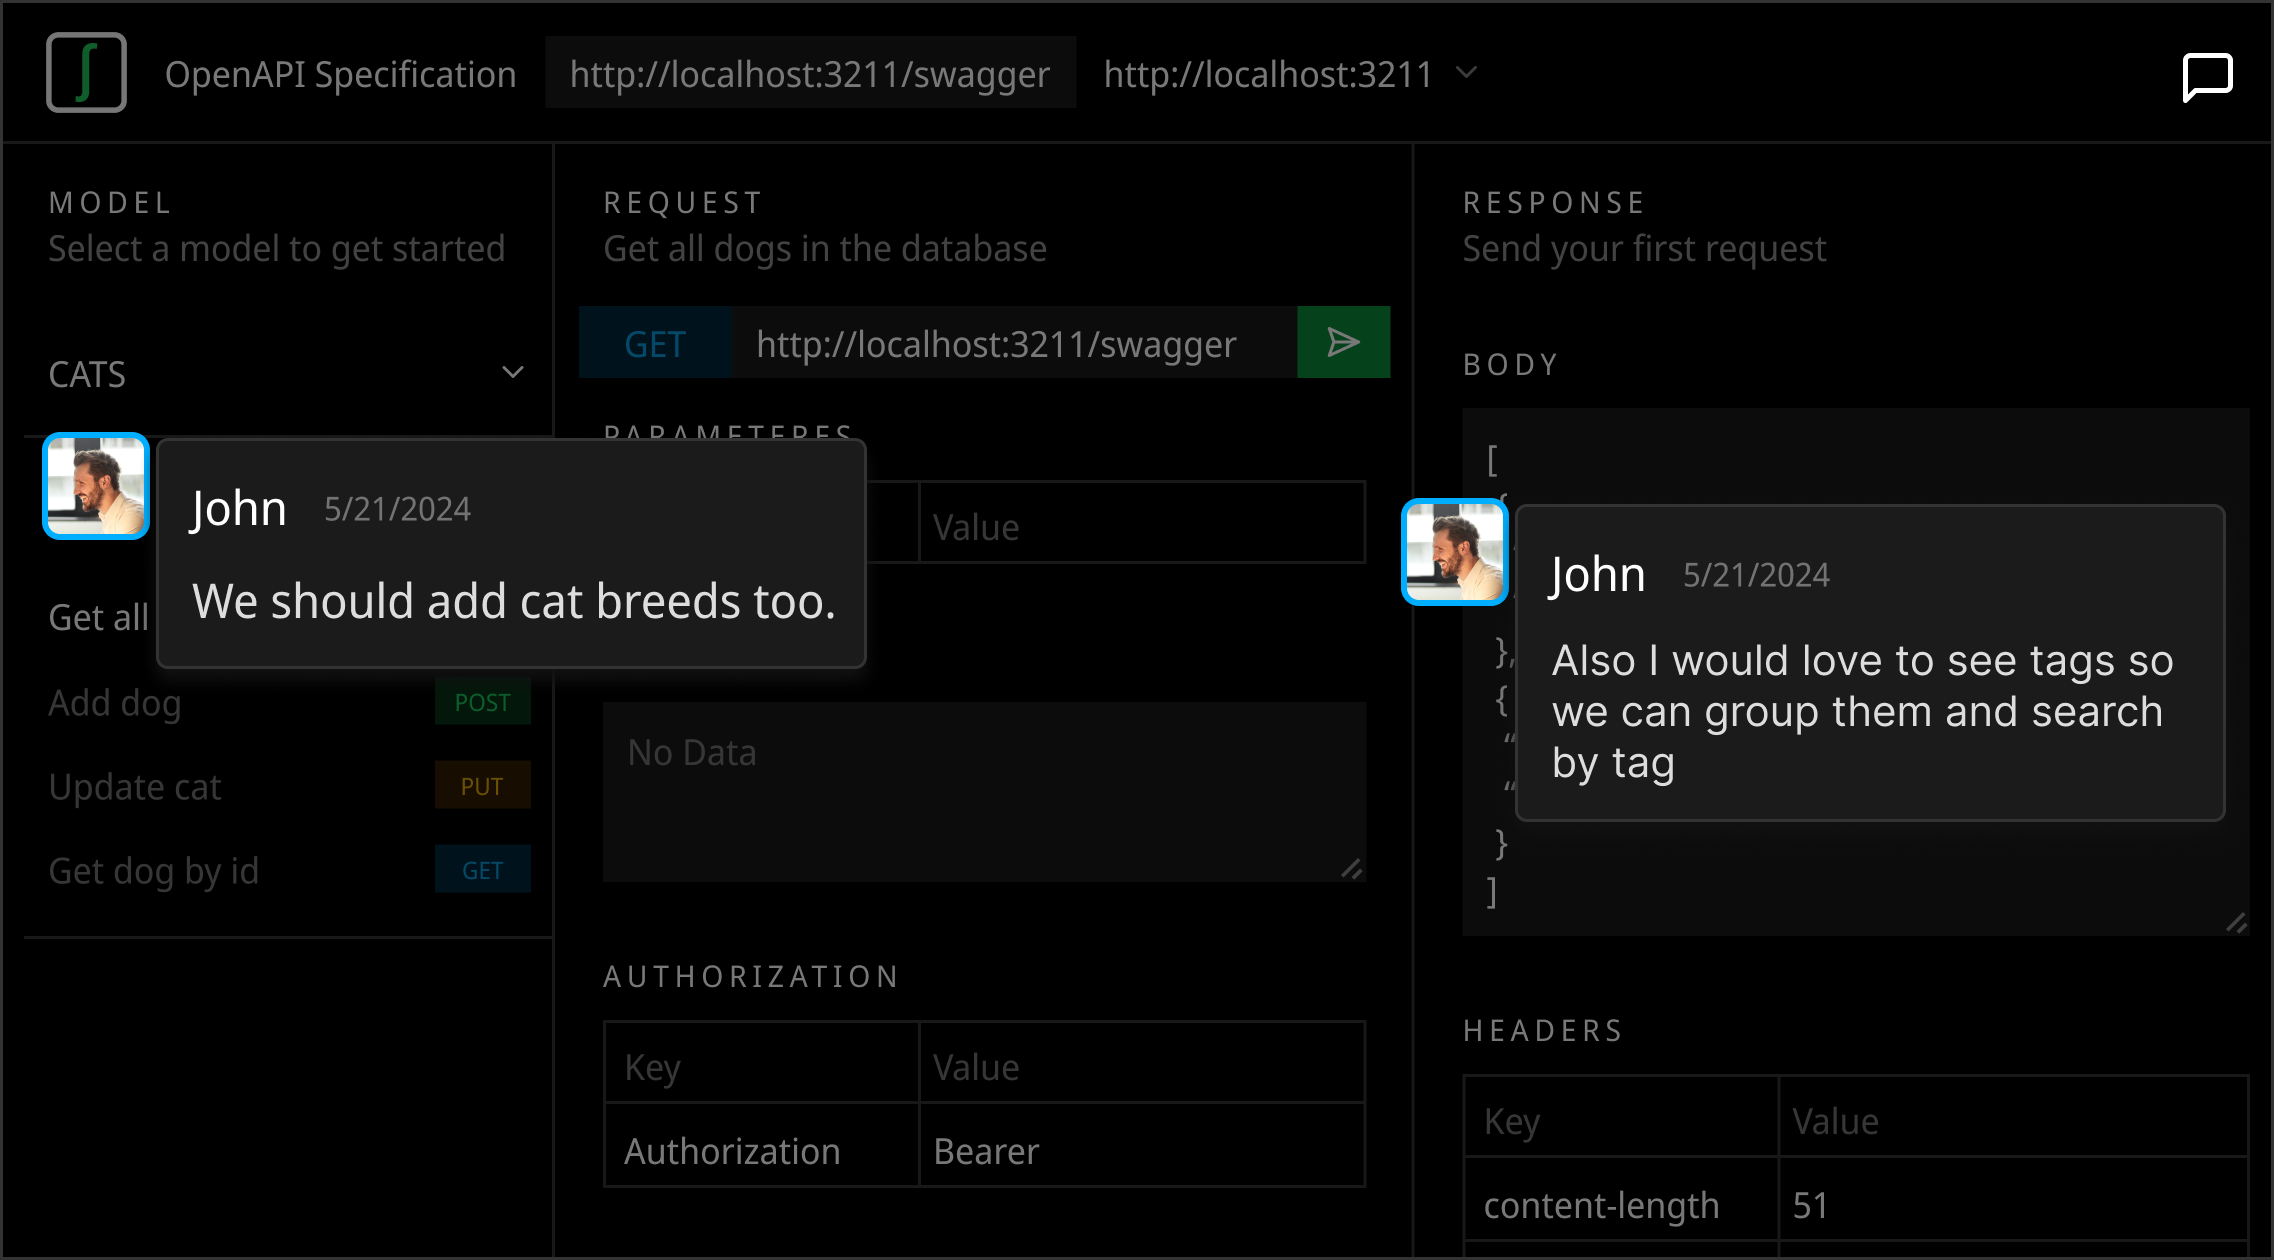 ∫
OpenAPI Specification
http://localhost:3211/swagger
http://localhost:3211
MODEL
Select a model to get started
CATS
John 5/21/2024
We should add cat breeds too.
Get all
Add dog POST
Update cat PUT
Get dog by id GET
REQUEST
Get all dogs in the database
GET http://localhost:3211/swagger
PARAMETERES
Value
No Data
AUTHORIZATION
Key Value
Authorization Bearer
RESPONSE
Send your first request
BODY
[
{
John 5/21/2024
Also I would love to see tags so
we can group them and search
by tag
},
{
“
“
}
]
HEADERS
Key Value
content-length 51